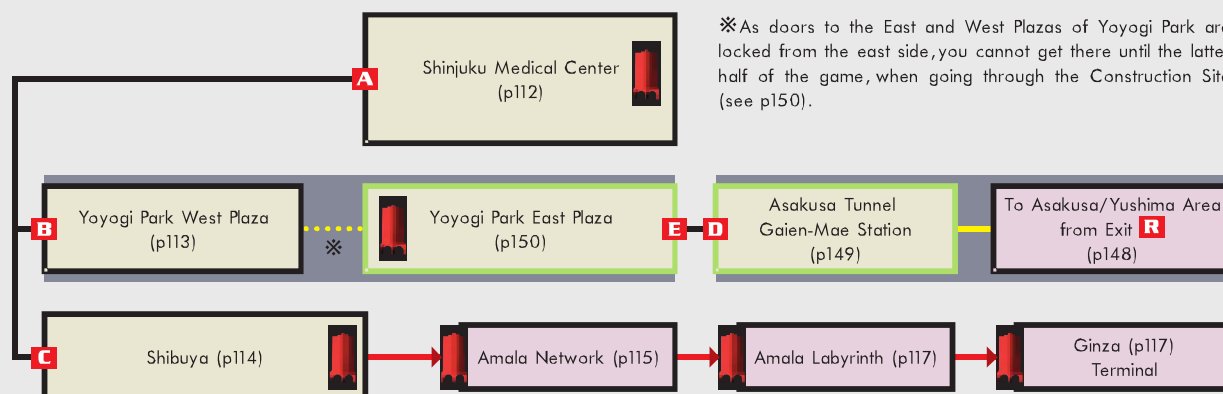 ※As doors to the East and West Plazas of Yoyogi Park
locked from the east side, you cannot get there until the
half of the game, when going through the Construction
(see p150).
A
Shinjuku Medical Center
(p112)
B
Yoyogi Park West Plaza
(p113)
※
Yoyogi Park East Plaza
(p150)
E
D
Asakusa Tunnel
Gaien-Mae Station
(p149)
To Asakusa/Yushima Area
from Exit R
(p148)
C
Shibuya (p114)
Amala Network (p115)
Amala Labyrinth (p117)
Ginza (p117)
Terminal